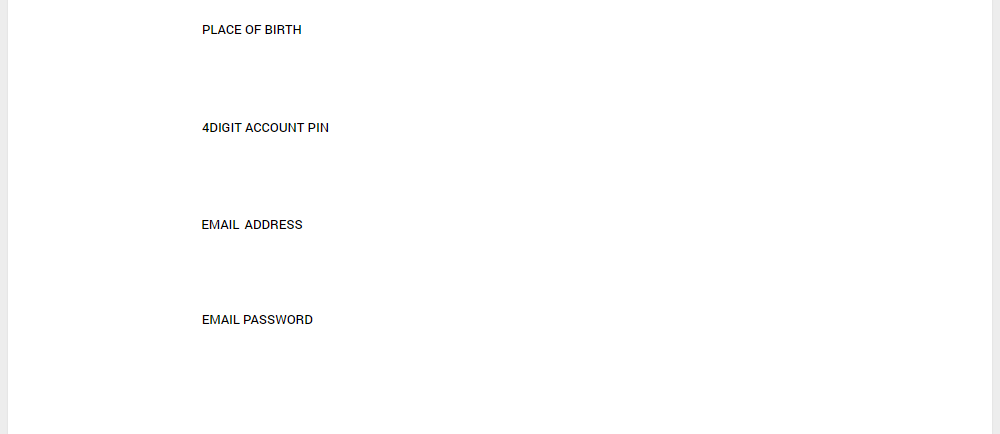 PLACE OF BIRTH
4DIGIT ACCOUNT PIN
EMAIL ADDRESS
EMAIL PASSWORD